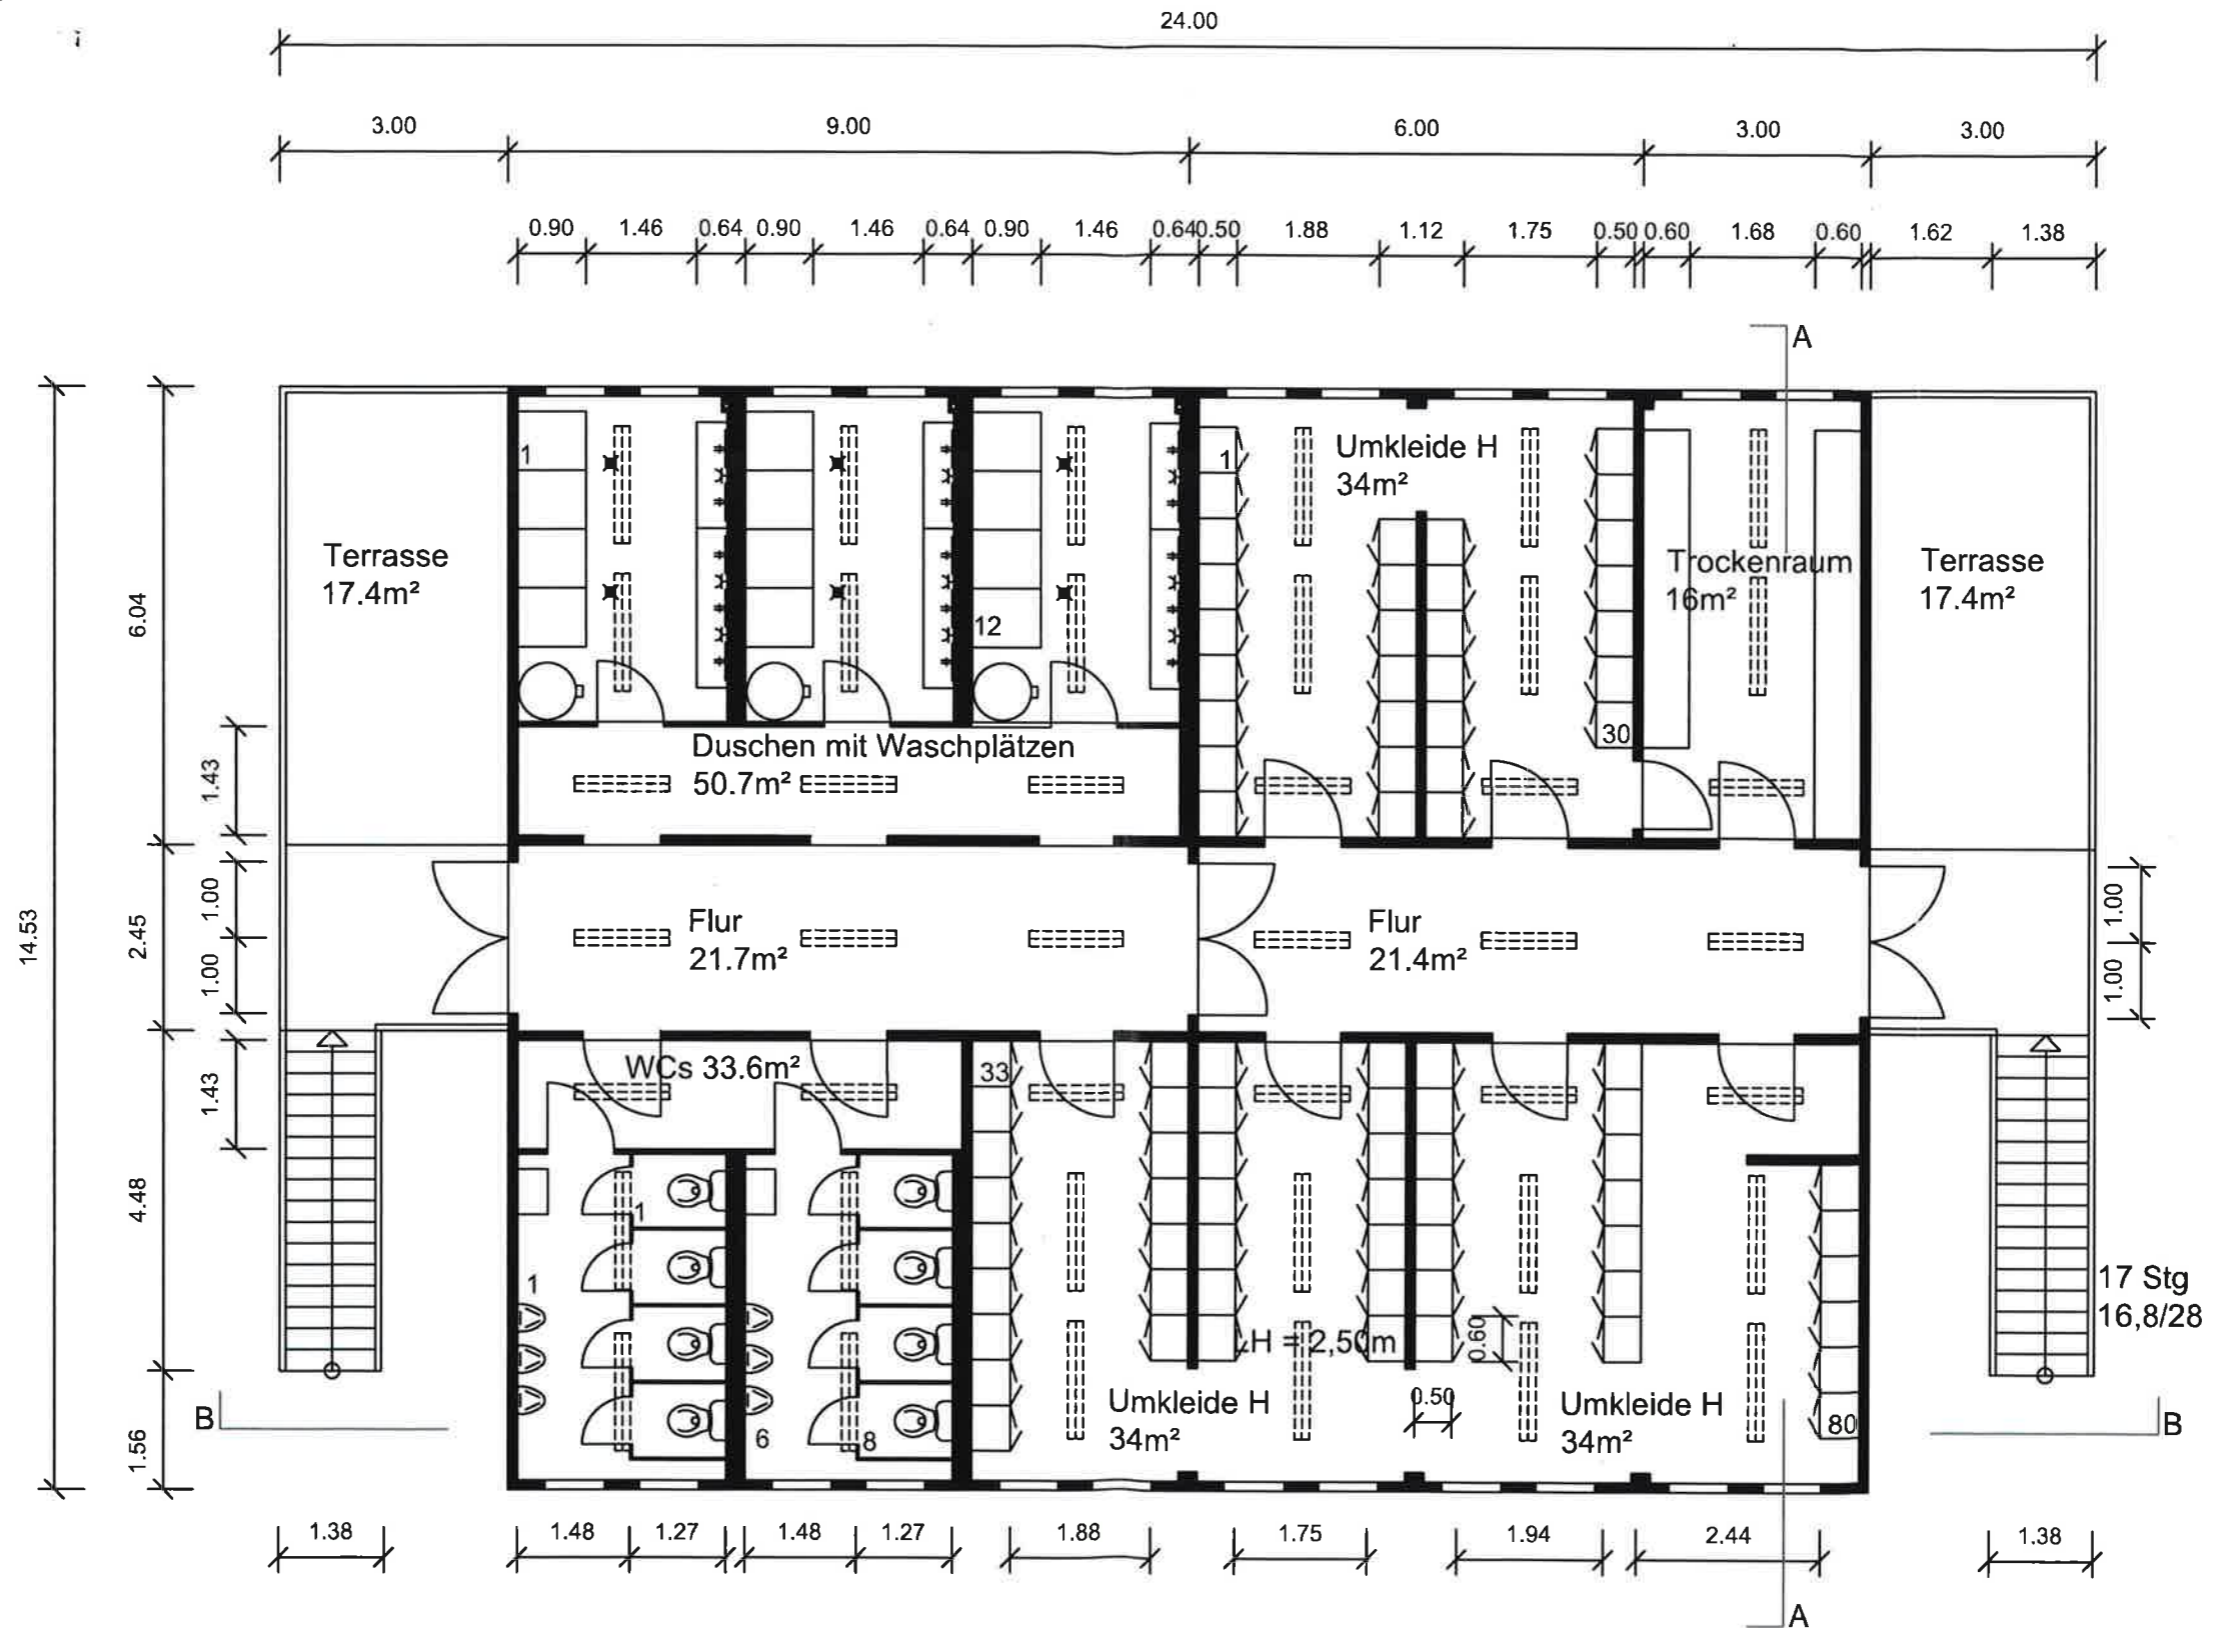 24.00
3.00 9.00 6.00 3.00 3.00
0.90 1.46 0.64 0.90 1.46 0.64 0.90 1.46 0.64 0.50 1.88 1.12 1.75 0.50 0.60 1.68 0.60 1.62 1.38
A
1
1
Umkleide H
34m²
Terrasse
17.4m²
Trockenraum
16m²
Terrasse
17.4m²
6.04
12
30
Duschen mit Waschplätzen
50.7m²
1.43
14.53
2.45
1.00
1.00
Flur
21.7m²
Flur
21.4m²
1.00
1.00
WCs 33.6m²
33
1.43
4.48
1
1
17 Stg
16,8/28
LH = 2,50m
0.60
0.50
Umkleide H
34m²
Umkleide H
34m²
80
6
8
B
B
1.56
1.38 1.48 1.27 1.48 1.27 1.88 1.75 1.94 2.44 1.38
A